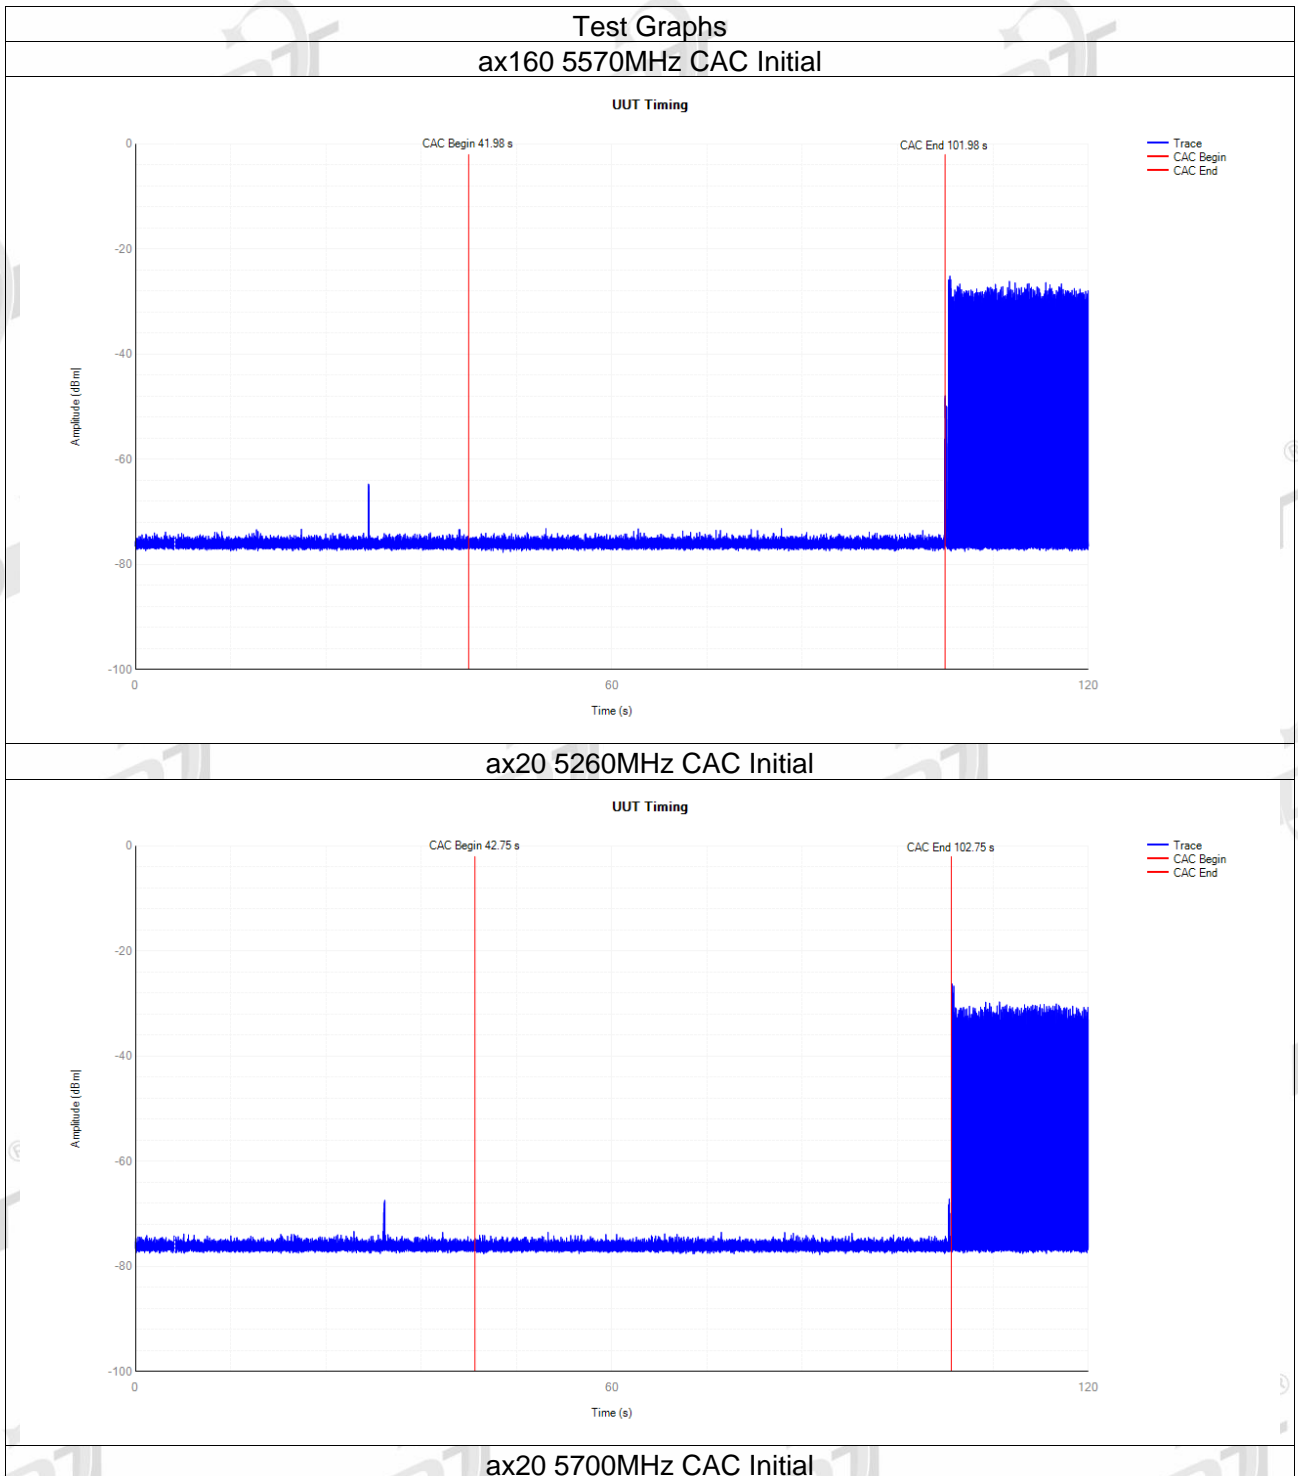 Test Graphs
ax160 5570MHz CAC Initial
UUT Timing
CAC Begin 41.98 s
CAC End 101.98 s
Trace
CAC Begin
CAC End
0
-20
-40
-60
-80
-100
Amplitude [dBm]
0
60
120
Time (s)
ax20 5260MHz CAC Initial
UUT Timing
CAC Begin 42.75 s
CAC End 102.75 s
Trace
CAC Begin
CAC End
0
-20
-40
-60
-80
-100
Amplitude [dBm]
0
60
120
Time (s)
ax20 5700MHz CAC Initial